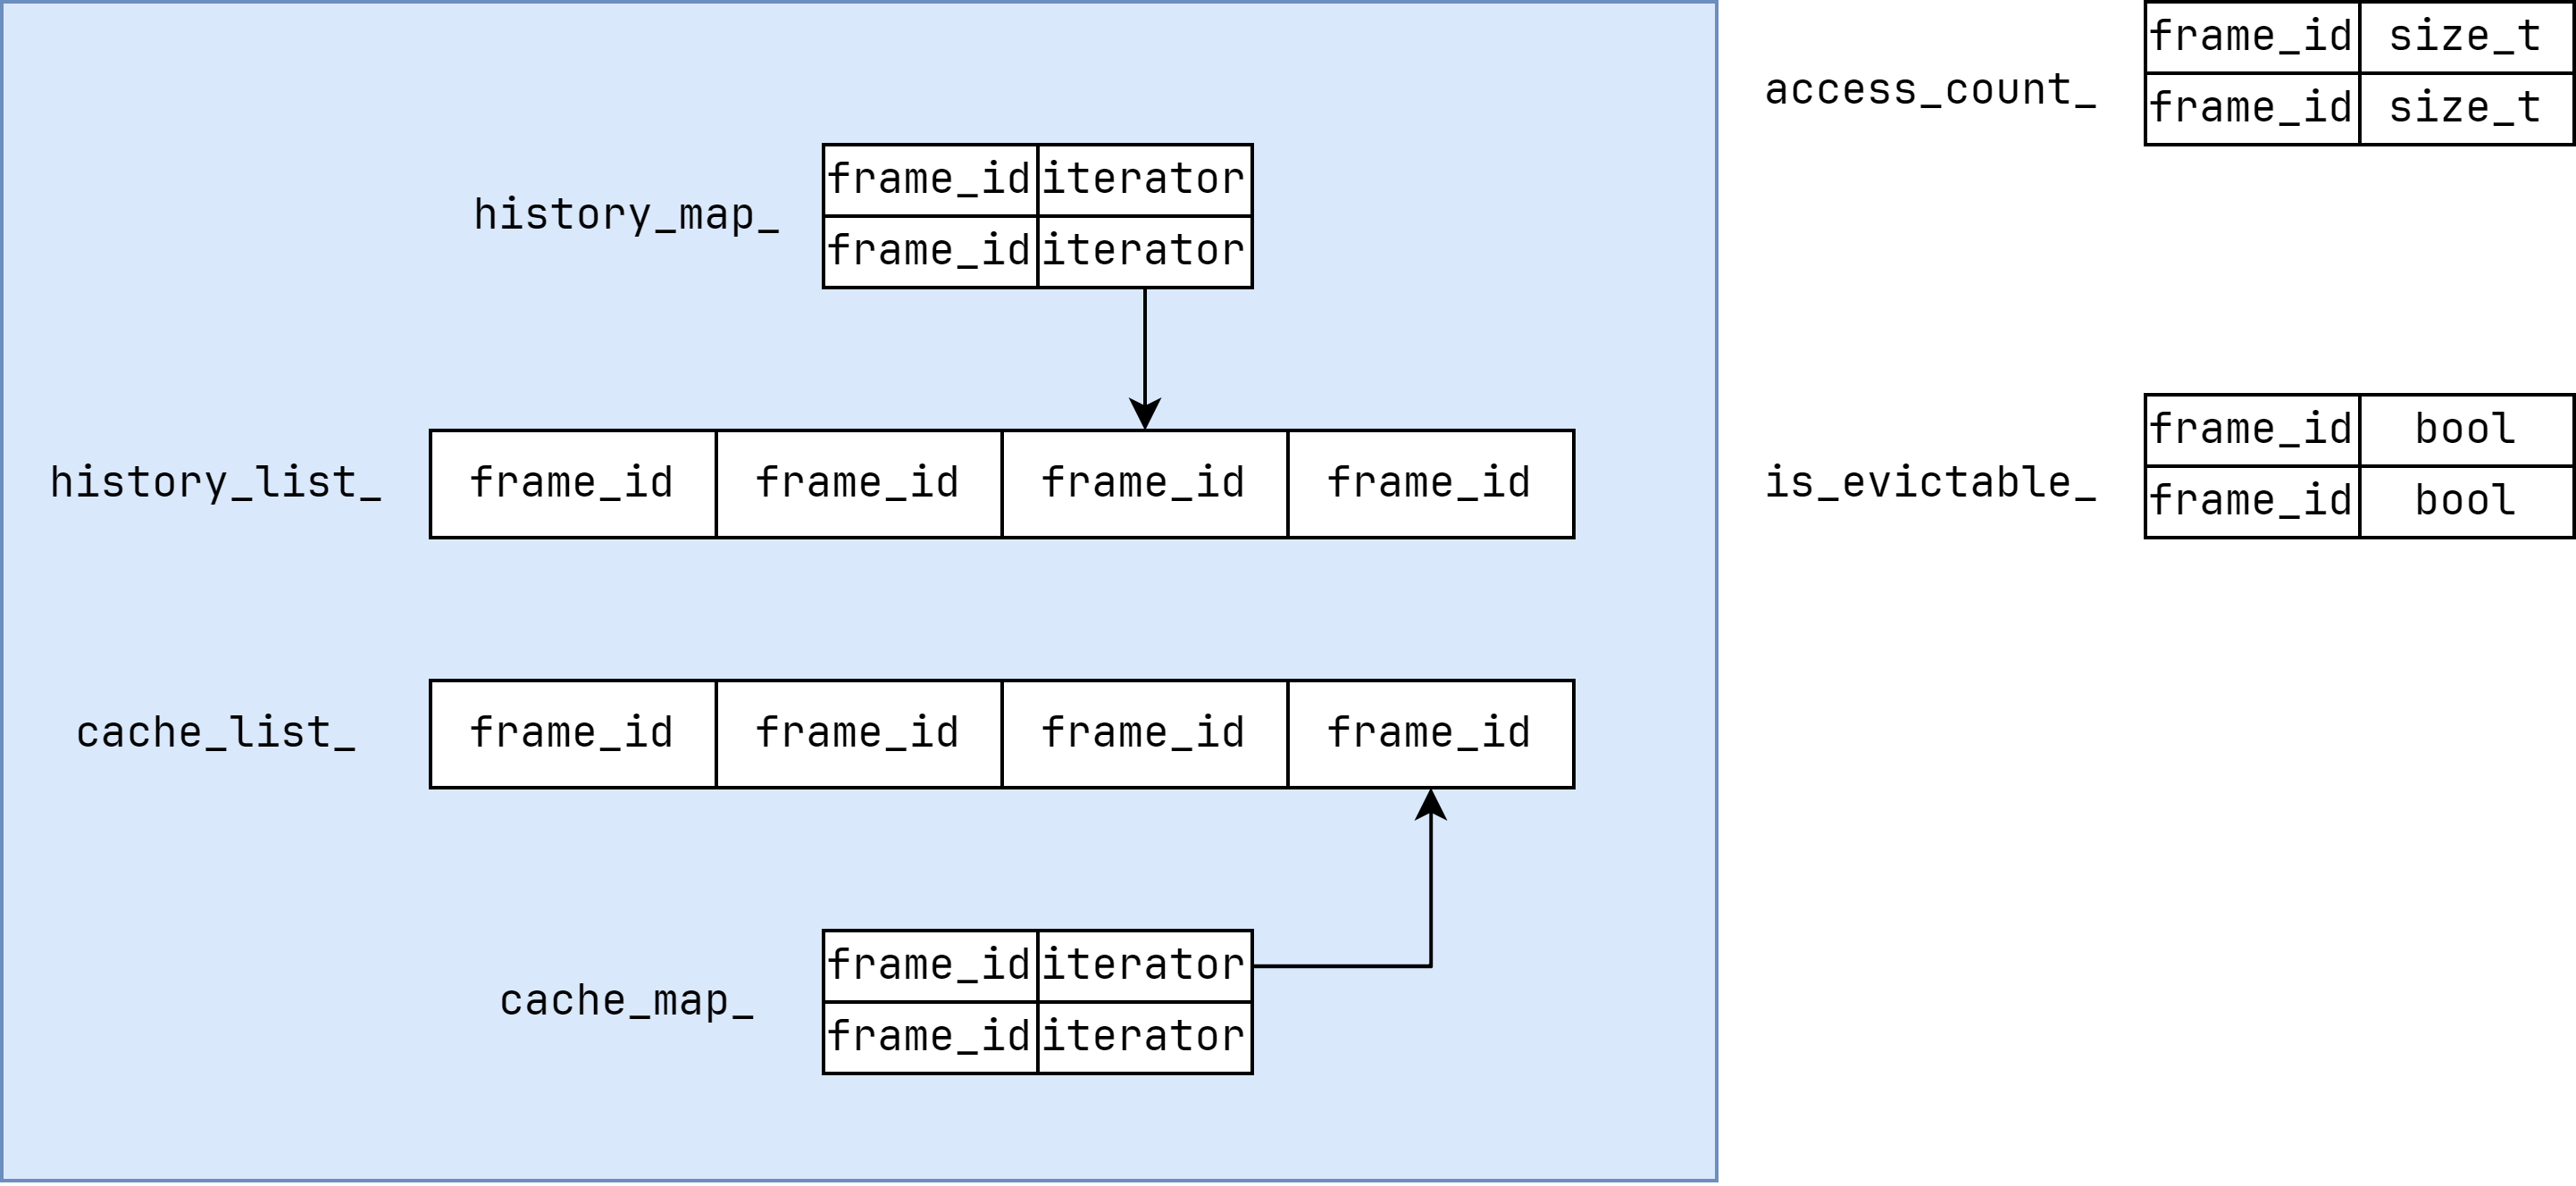 history_map_
frame_id iterator
frame_id iterator
history_list_
frame_id frame_id frame_id frame_id
cache_list_
frame_id frame_id frame_id frame_id
cache_map_
frame_id iterator
frame_id iterator
access_count_
frame_id size_t
frame_id size_t
is_evictable_
frame_id bool
frame_id bool